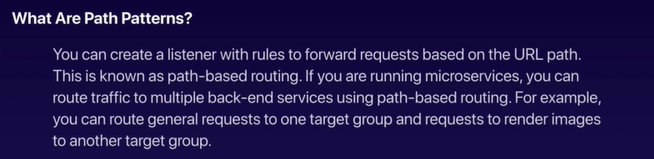 What Are Path Patterns?
You can create a listener with rules to forward requests based on the URL path.
This is known as path-based routing. If you are running microservices, you can
route traffic to multiple back-end services using path-based routing. For example,
you can route general requests to one target group and requests to render images
to another target group.